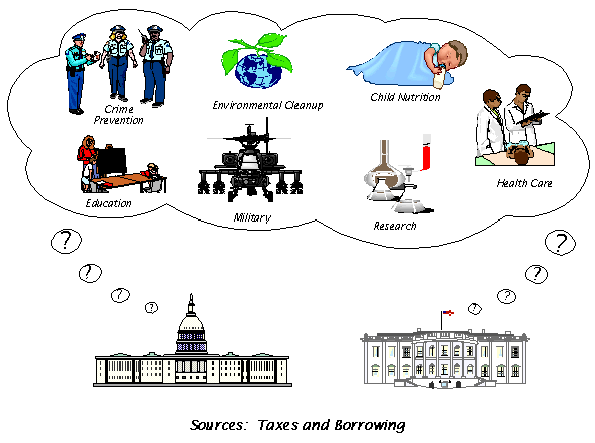 Crime
Prevention
Environmental Cleanup
Child Nutrition
Health Care
Education
Military
Research
?
?
?
?
?
?
?
?
Sources: Taxes and Borrowing